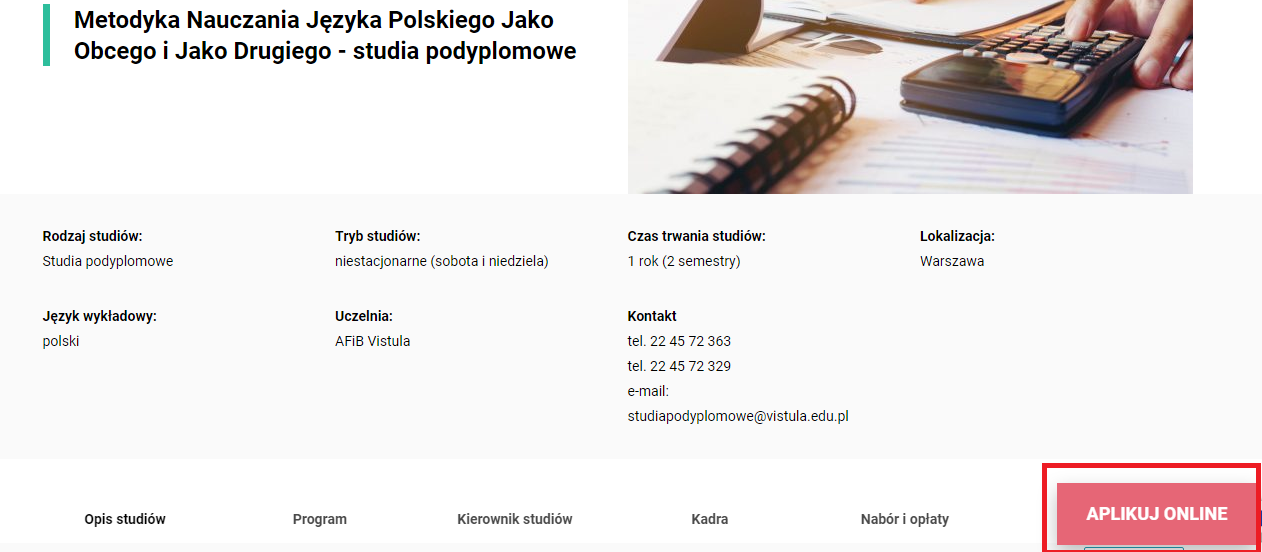 Metodyka Nauczania Języka Polskiego Jako
Obcego i Jako Drugiego - studia podyplomowe
Rodzaj studiów:
Studia podyplomowe
Tryb studiów:
niestacjonarne (sobota i niedziela)
Czas trwania studiów:
1 rok (2 semestry)
Lokalizacja:
Warszawa
Język wykładowy:
polski
Uczelnia:
AFiB Vistula
Kontakt
tel. 22 45 72 363
tel. 22 45 72 329
e-mail:
studiapodyplomowe@vistula.edu.pl
Opis studiów
Program
Kierownik studiów
Kadra
Nabór i opłaty
APLIKUJ ONLINE